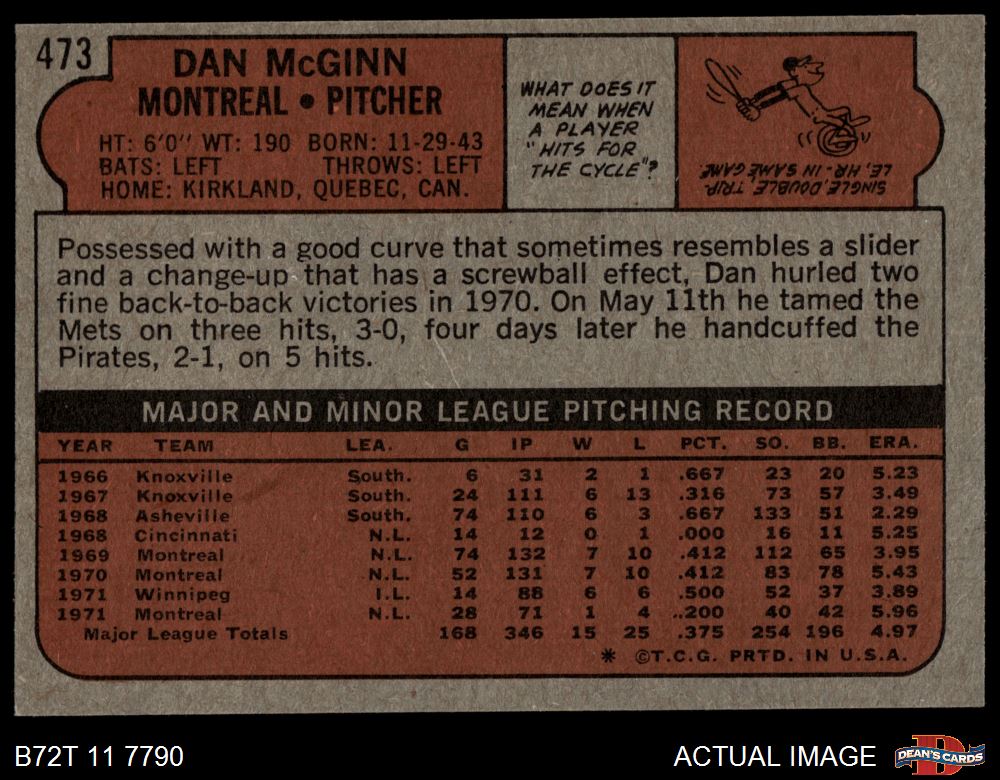 473
DAN McGINN
MONTREAL • PITCHER
HT: 6'0'' WT: 190 BORN: 11-29-43
BATS: LEFT THROWS: LEFT
HOME: KIRKLAND, QUEBEC, CAN.
WHAT DOES IT
MEAN WHEN
A PLAYER
"HITS FOR
THE CYCLE"?
SINGLE, DOUBLE, TRIP-
LE, HR - IN SAME GAME.
Possessed with a good curve that sometimes resembles a slider
and a change-up that has a screwball effect, Dan hurled two
fine back-to-back victories in 1970. On May 11th he tamed the
Mets on three hits, 3-0, four days later he handcuffed the
Pirates, 2-1, on 5 hits.
MAJOR AND MINOR LEAGUE PITCHING RECORD
YEAR TEAM LEA. G IP W L PCT. SO. BB. ERA.
1966 Knoxville South. 6 31 2 1 .667 23 20 5.23
1967 Knoxville South. 24 111 6 13 .316 73 57 3.49
1968 Asheville South. 74 110 6 3 .667 133 51 2.29
1968 Cincinnati N.L. 14 12 0 1 .000 16 11 5.25
1969 Montreal N.L. 74 132 7 10 .412 112 65 3.95
1970 Montreal N.L. 52 131 7 10 .412 83 78 5.43
1971 Winnipeg I.L. 14 88 6 6 .500 52 37 3.89
1971 Montreal N.L. 28 71 1 4 ..200 40 42 5.96
Major League Totals 168 346 15 25 .375 254 196 4.97
* ©T.C.G. PRTD. IN U.S.A.
B72T 11 7790
ACTUAL IMAGE
D
DEAN'S CARDS